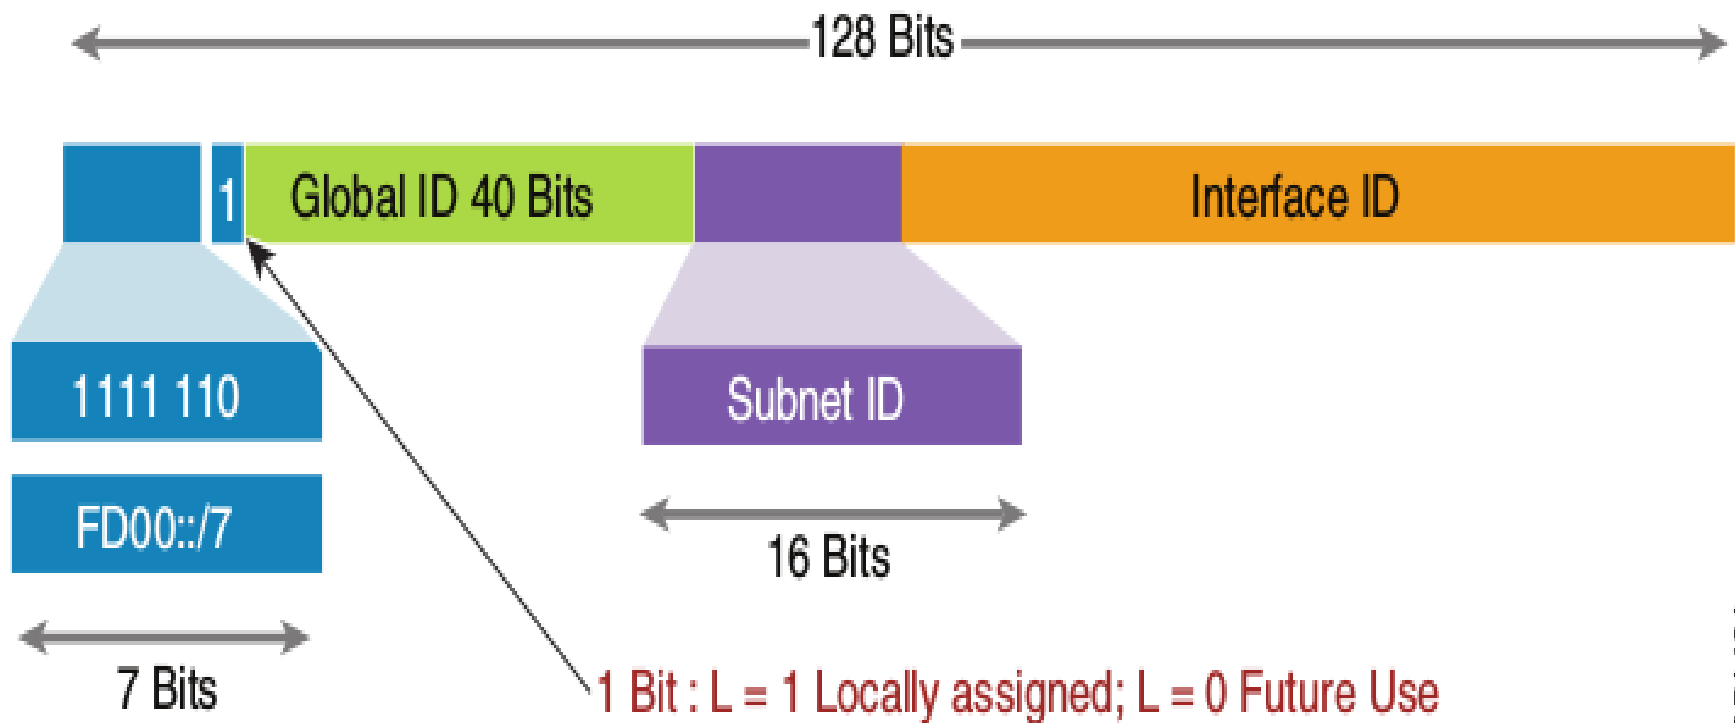 128 Bits
1
Global ID 40 Bits
Interface ID
1111 110
Subnet ID
FD00::/7
16 Bits
7 Bits
1 Bit : L = 1 Locally assigned; L = 0 Future Use